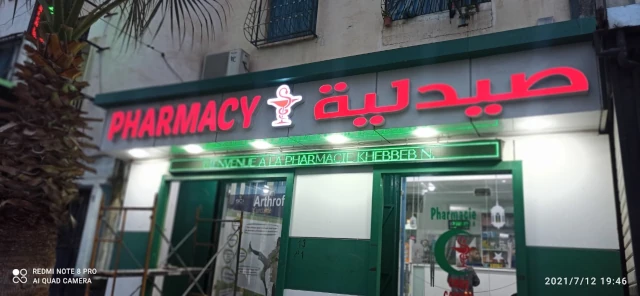 PHARMACY صيدلية
BIENVENUE A LA PHARMACIE KHEBBEB N.
Arthrof
Pharmacie
REDMI NOTE 8 PRO
AI QUAD CAMERA
2021/7/12 19:46